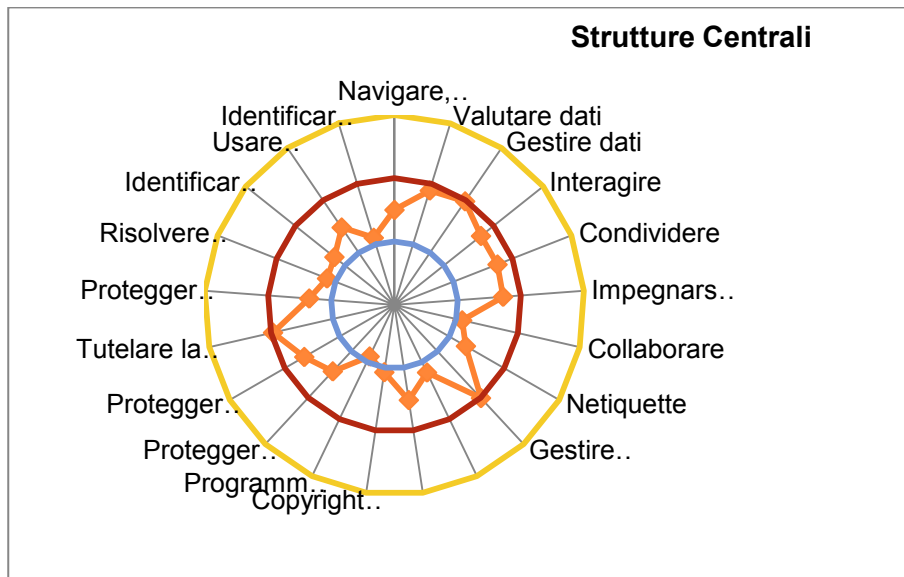 Strutture Centrali
Navigare,..
Valutare dati
Gestire dati
Interagire
Condividere
Impegnars..
Collaborare
Netiquette
Gestire..
Copyright..
Programm..
Protegger..
Protegger..
Tutelare la..
Protegger..
Risolvere..
Identificar..
Usare..
Identificar..